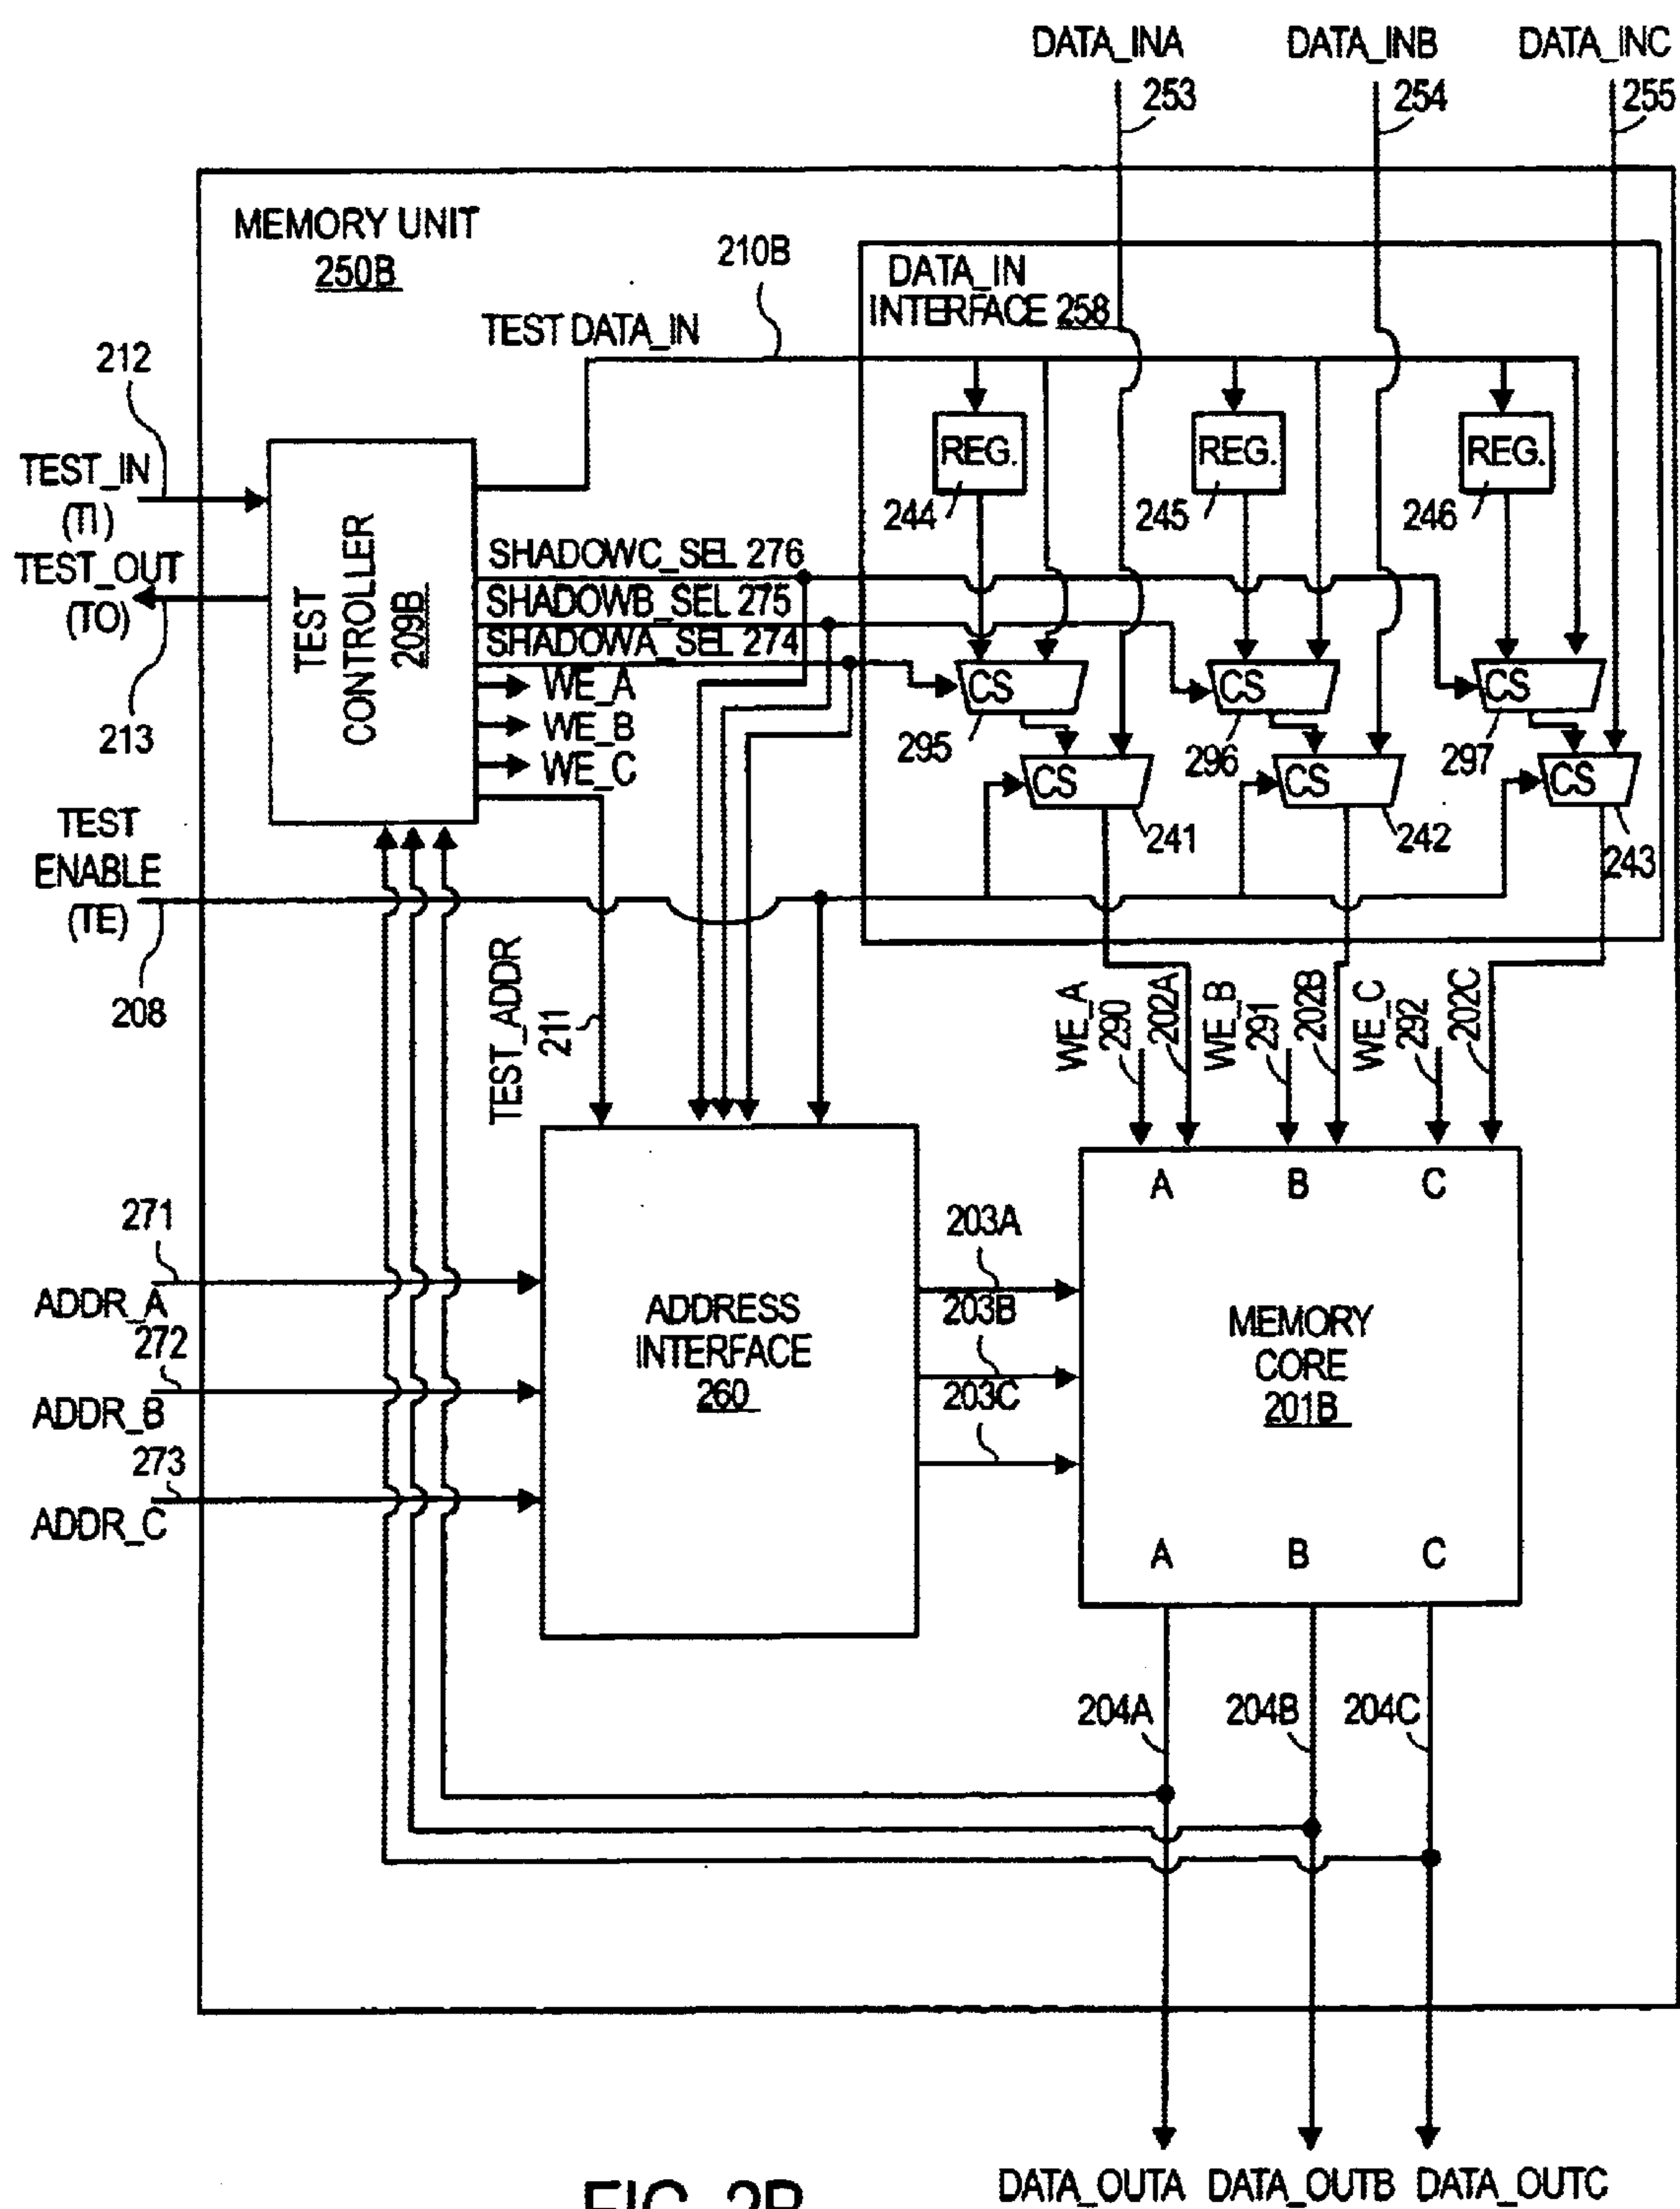 DATA_INA DATA_INB DATA_INC
253 254 255
MEMORY UNIT
250B
210B
DATA_IN
INTERFACE 258
TEST DATA_IN
212
TEST_IN
(TI)
TEST_OUT
(TO)
213
TEST
CONTROLLER
209B
REG. REG. REG.
244 245 246
SHADOWC_SEL 276
SHADOWB_SEL 275
SHADOWA_SEL 274
WE_A
WE_B
WE_C
CS CS CS
295 296 297
CS CS CS
241 242 243
TEST
ENABLE
(TE)
208
TEST_ADDR
211
WE_A
290
202A
WE_B
291
202B
WE_C
292
202C
A B C
271
ADDR_A
272
ADDR_B
273
ADDR_C
ADDRESS
INTERFACE
260
203A
203B
203C
MEMORY
CORE
201B
A B C
204A 204B 204C
DATA_OUTA DATA_OUTB DATA_OUTC
FIG. 2B